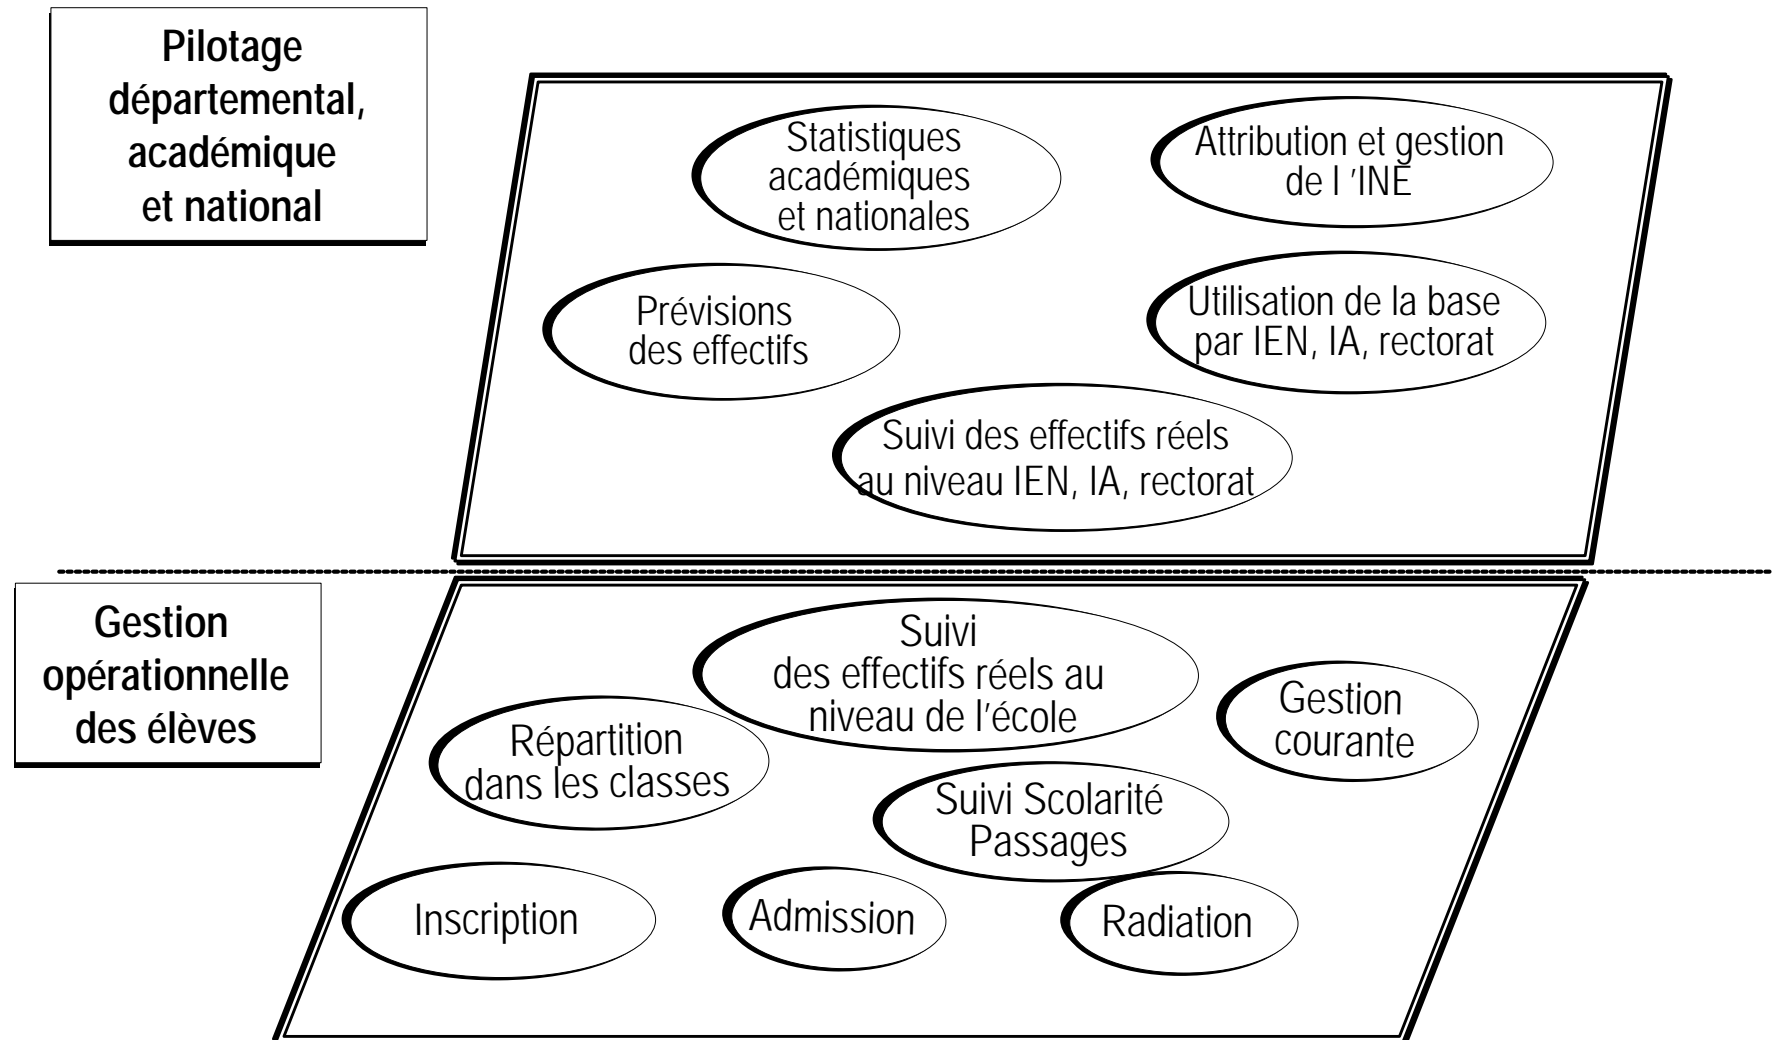 Pilotage
départemental,
académique
et national
Statistiques
académiques
et nationales
Attribution et gestion
de l ’INE
Prévisions
des effectifs
Utilisation de la base
par IEN, IA, rectorat
Suivi des effectifs réels
au niveau IEN, IA, rectorat
Gestion
opérationnelle
des élèves
Suivi
des effectifs réels au
niveau de l’école
Gestion
courante
Répartition
dans les classes
Suivi Scolarité
Passages
Inscription
Admission
Radiation